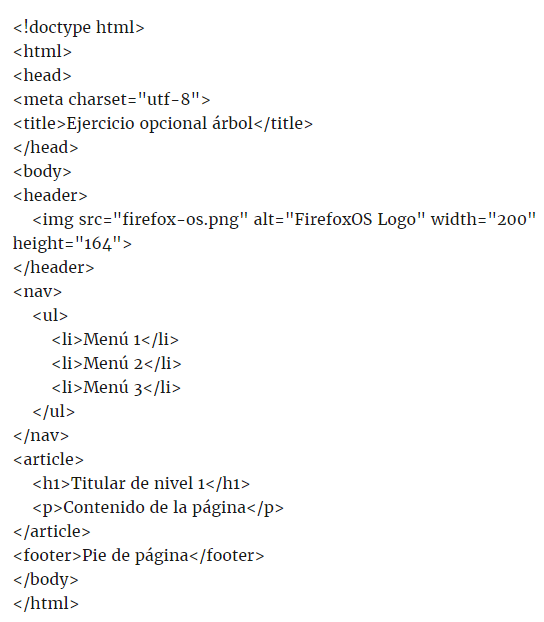 <!doctype html>
<html>
<head>
<meta charset="utf-8">
<title>Ejercicio opcional árbol</title>
</head>
<body>
<header>
    <img src="firefox-os.png" alt="FirefoxOS Logo" width="200"
height="164">
</header>
<nav>
    <ul>
        <li>Menú 1</li>
        <li>Menú 2</li>
        <li>Menú 3</li>
    </ul>
</nav>
<article>
    <h1>Titular de nivel 1</h1>
    <p>Contenido de la página</p>
</article>
<footer>Pie de página</footer>
</body>
</html>